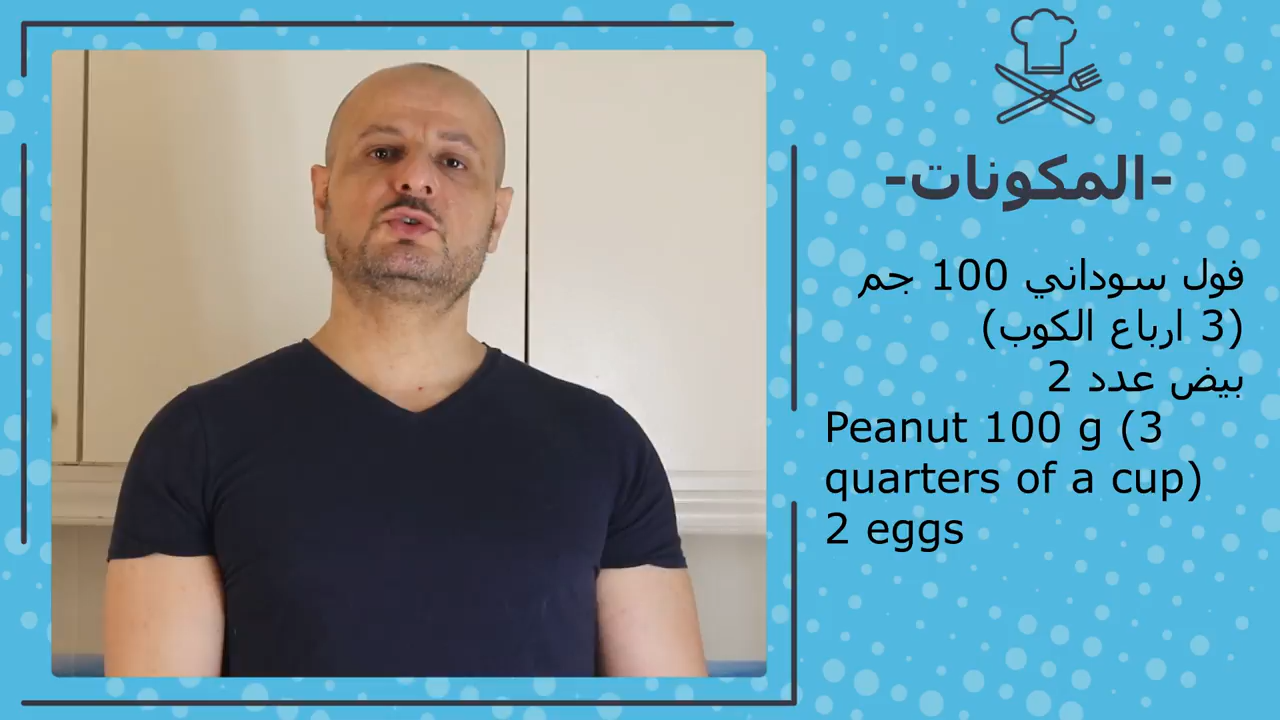 -المكونات-
فول سوداني 100 جم
(3 ارباع الكوب)
بيض عدد 2
Peanut 100 g (3
quarters of a cup)
2 eggs